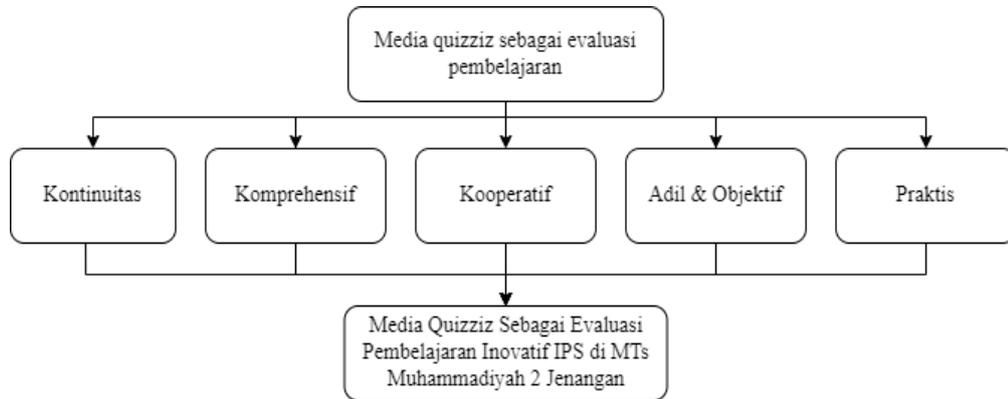 Media quizziz sebagai evaluasi
pembelajaran
Kontinuitas
Komprehensif
Kooperatif
Adil & Objektif
Praktis
Media Quizziz Sebagai Evaluasi
Pembelajaran Inovatif IPS di MTs
Muhammadiyah 2 Jenangan